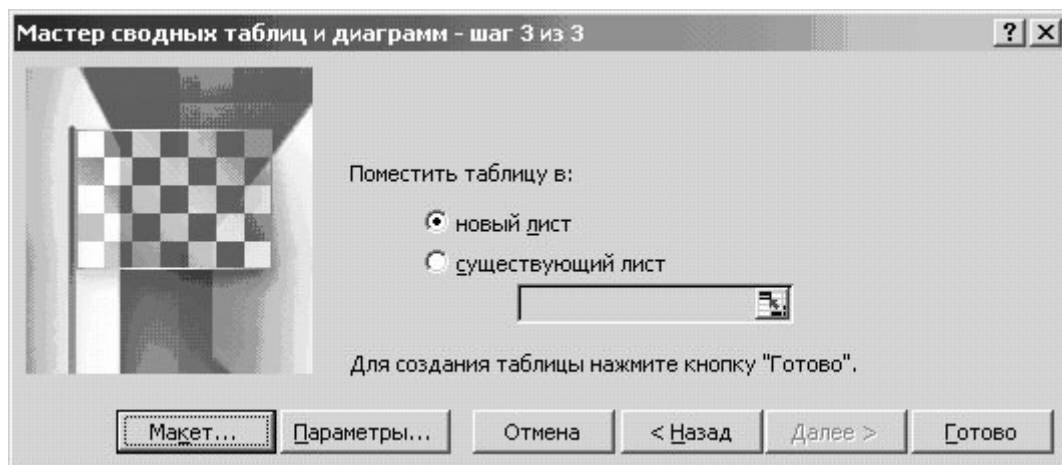 Мастер сводных таблиц и диаграмм - шаг 3 из 3
Поместить таблицу в:
новый лист
существующий лист
Для создания таблицы нажмите кнопку "Готово".
Макет... Параметры... Отмена < Назад Далее > Готово